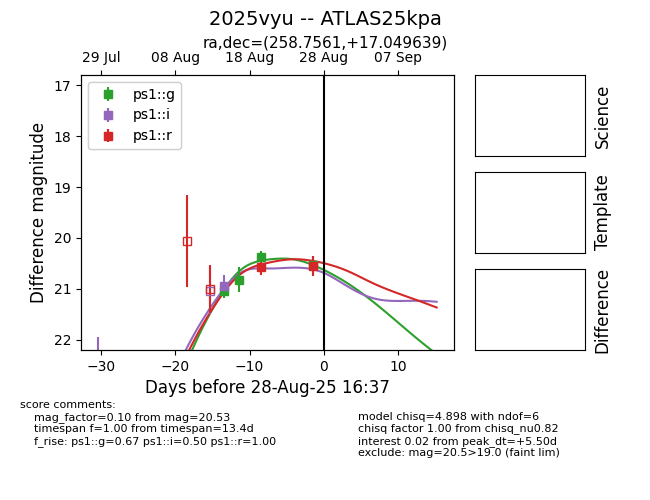 2025vyu -- ATLAS25kpa
ra,dec=(258.7561,+17.049639)
29 Jul 08 Aug 18 Aug 28 Aug 07 Sep
17
18
19
20
21
22
Difference magnitude
ps1::g
ps1::i
ps1::r
−30 −20 −10 0 10
Days before 28-Aug-25 16:37
Science
Template
Difference
score comments:
mag_factor=0.10 from mag=20.53
timespan f=1.00 from timespan=13.4d
f_rise: ps1::g=0.67 ps1::i=0.50 ps1::r=1.00
model chisq=4.898 with ndof=6
chisq factor 1.00 from chisq_nu0.82
interest 0.02 from peak_dt=+5.50d
exclude: mag=20.5>19.0 (faint lim)